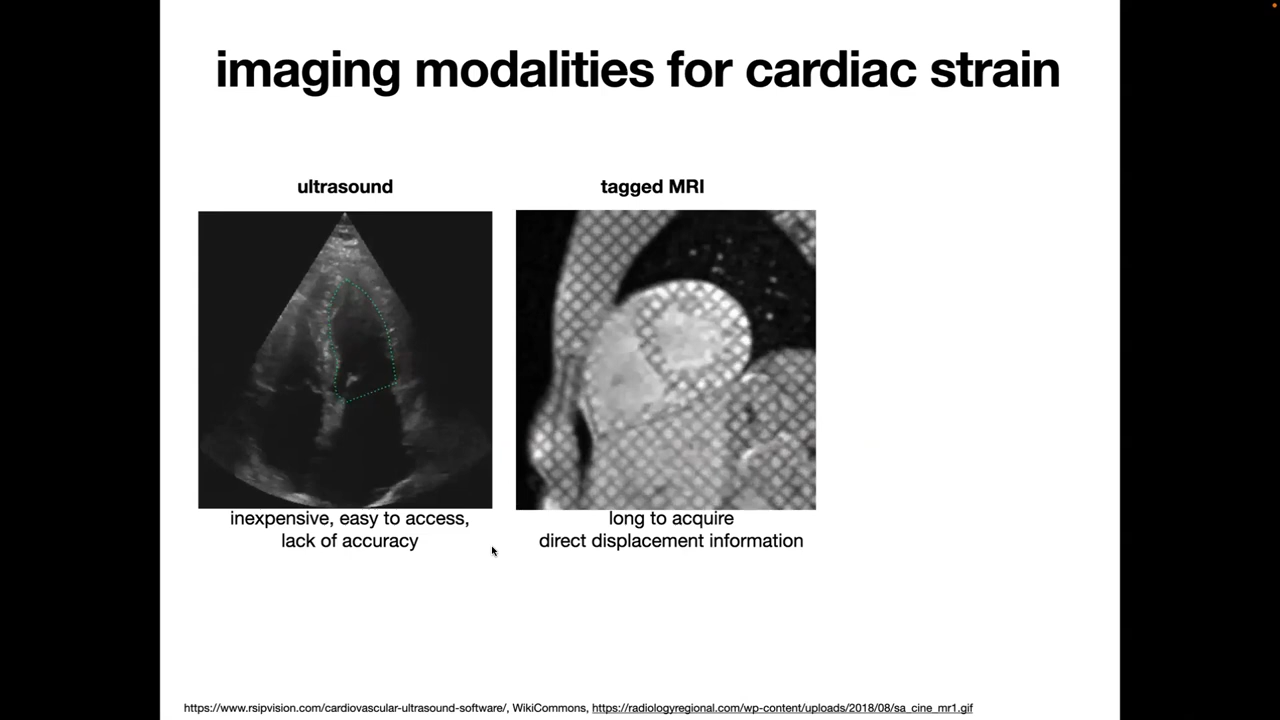 imaging modalities for cardiac strain
ultrasound
tagged MRI
inexpensive, easy to access,
lack of accuracy
long to acquire
direct displacement information
https://www.rsipvision.com/cardiovascular-ultrasound-software/, WikiCommons, https://radiologyregional.com/wp-content/uploads/2018/08/sa_cine_mr1.gif